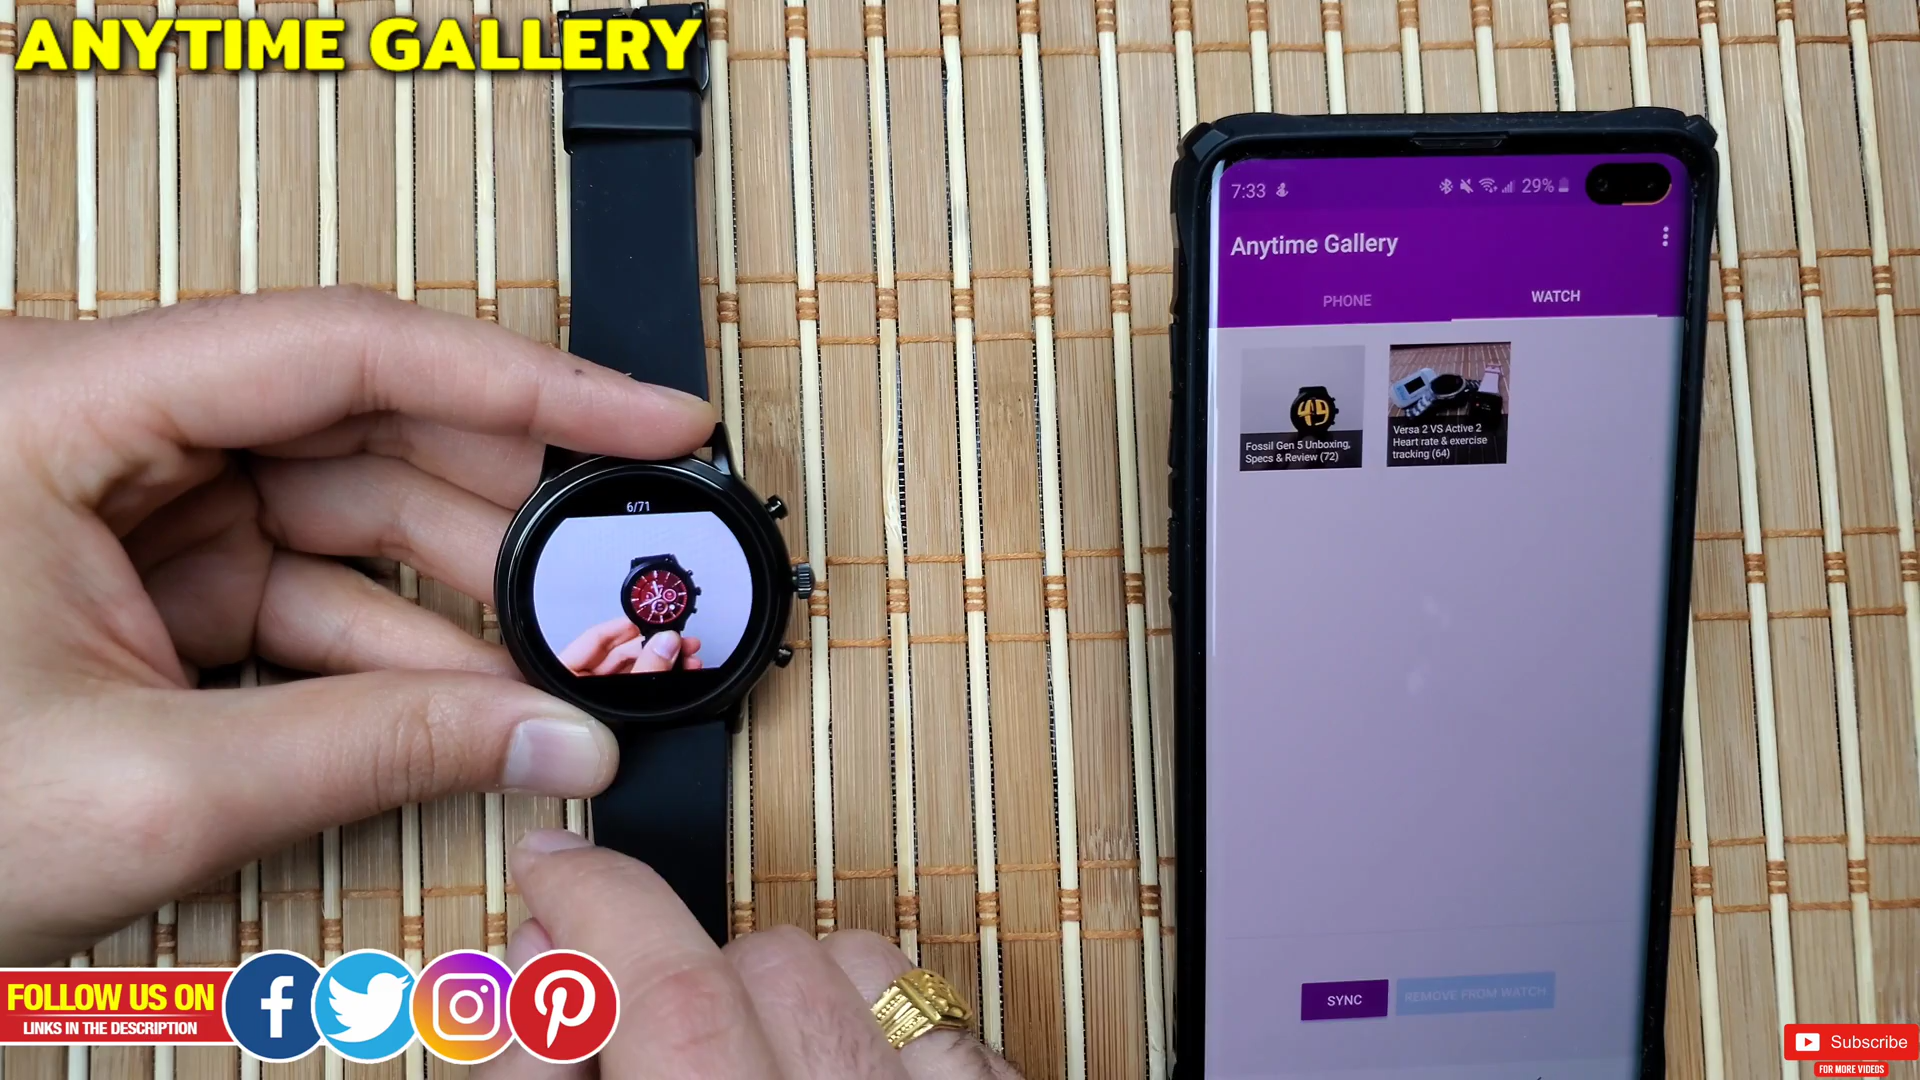 ANYTIME GALLERY
7:33
29%
Anytime Gallery
PHONE
WATCH
6/71
49
Fossil Gen 5 Unboxing,
Specs & Review (72)
Versa 2 VS Active 2
Heart rate & exercise
tracking (64)
SYNC
REMOVE FROM WATCH
FOLLOW US ON
LINKS IN THE DESCRIPTION
Subscribe
FOR MORE VIDEOS